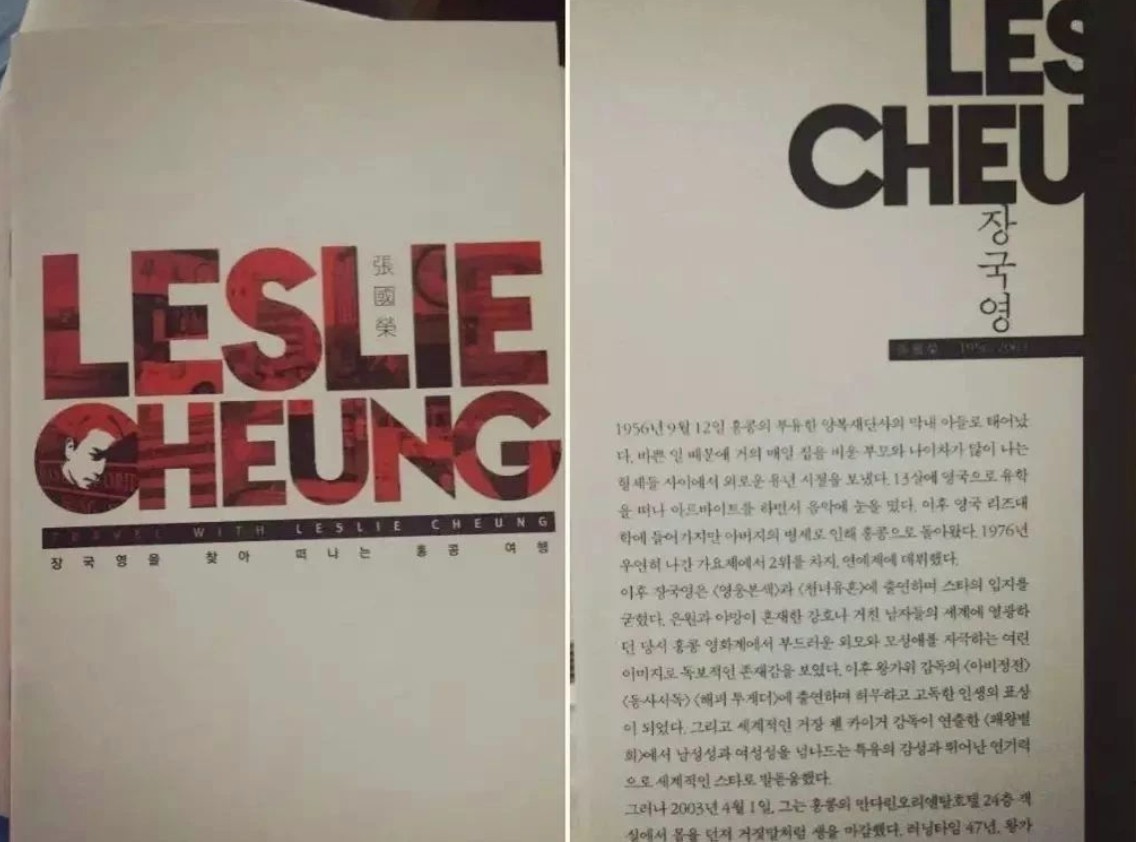 LESLIE
張國榮
CHEUNG
TRAVEL WITH LESLIE CHEUNG
장국영을 찾아 떠나는 홍콩 여행
LES
CHEU
장국영
張國榮 1956-2003
1956년 9월 12일 홍콩의 부유한 양복재단사의 막내 아들로 태어났
다. 바쁜 일 때문에 거의 매일 집을 비운 부모와 나이차가 많이 나는
형제들 사이에서 외로운 유년 시절을 보냈다. 13살에 영국으로 유학
을 떠나 아르바이트를 하면서 음악에 눈을 떴다. 이후 영국 리즈대
학에 들어가지만 아버지의 병세로 인해 홍콩으로 돌아왔다. 1976년
우연히 나간 가요제에서 2위를 차지, 연예계에 데뷔했다.
이후 장국영은 〈영웅본색〉과 〈천녀유혼〉에 출연하며 스타의 입지를
굳혔다. 은원과 야망이 혼재한 강호나 거친 남자들의 세계에 열광하
던 당시 홍콩 영화계에서 부드러운 외모와 모성애를 자극하는 여린
이미지로 독보적인 존재감을 보였다. 이후 왕가위 감독의 〈아비정전〉
〈동사서독〉 〈해피 투게더〉에 출연하며 허무하고 고독한 인생의 표상
이 되었다. 그리고 세계적인 거장 첸 카이거 감독이 연출한 〈패왕별
희〉에서 남성성과 여성성을 넘나드는 특유의 감성과 뛰어난 연기력
으로 세계적인 스타로 발돋움했다.
그러나 2003년 4월 1일, 그는 홍콩의 만다린오리엔탈호텔 24층 객
실에서 몸을 던져 거짓말처럼 생을 마감했다. 러닝타임 47년, 왕가